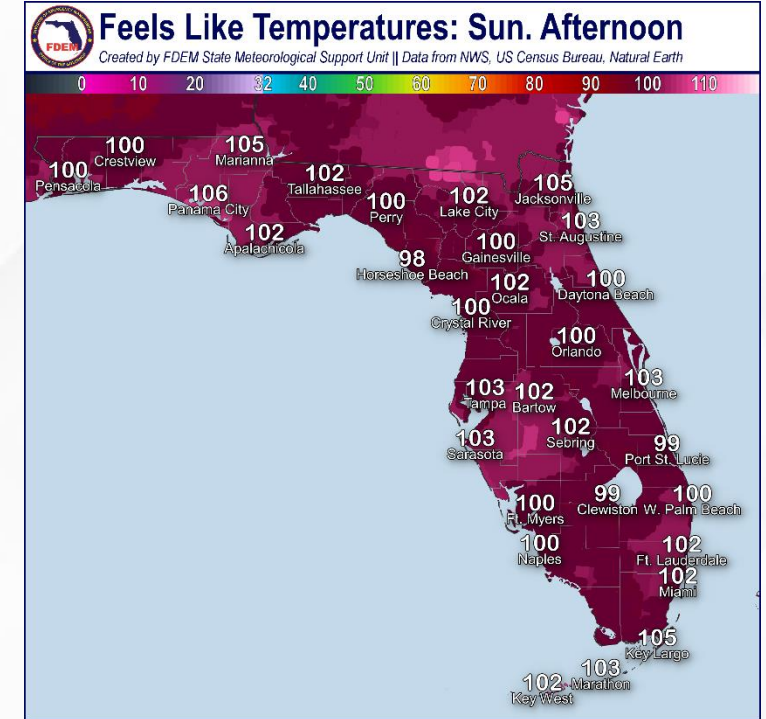 FDEM
Feels Like Temperatures: Sun. Afternoon
Created by FDEM State Meteorological Support Unit || Data from NWS, US Census Bureau, Natural Earth
0 10 20 32 40 50 60 70 80 90 100 110
100
Crestview
105
Marianna
100
Pensacola
102
Tallahassee
106
Panama City
100
Perry
102
Lake City
105
Jacksonville
103
St. Augustine
102
Apalachicola
100
Gainesville
98
Horseshoe Beach
102
Ocala
100
Daytona Beach
100
Crystal River
100
Orlando
103
Melbourne
103
Tampa
102
Bartow
102
Sebring
103
Sarasota
99
Port St. Lucie
100
Ft. Myers
99
Clewiston
100
W. Palm Beach
100
Naples
102
Ft. Lauderdale
102
Miami
105
Key Largo
103
Marathon
102
Key West